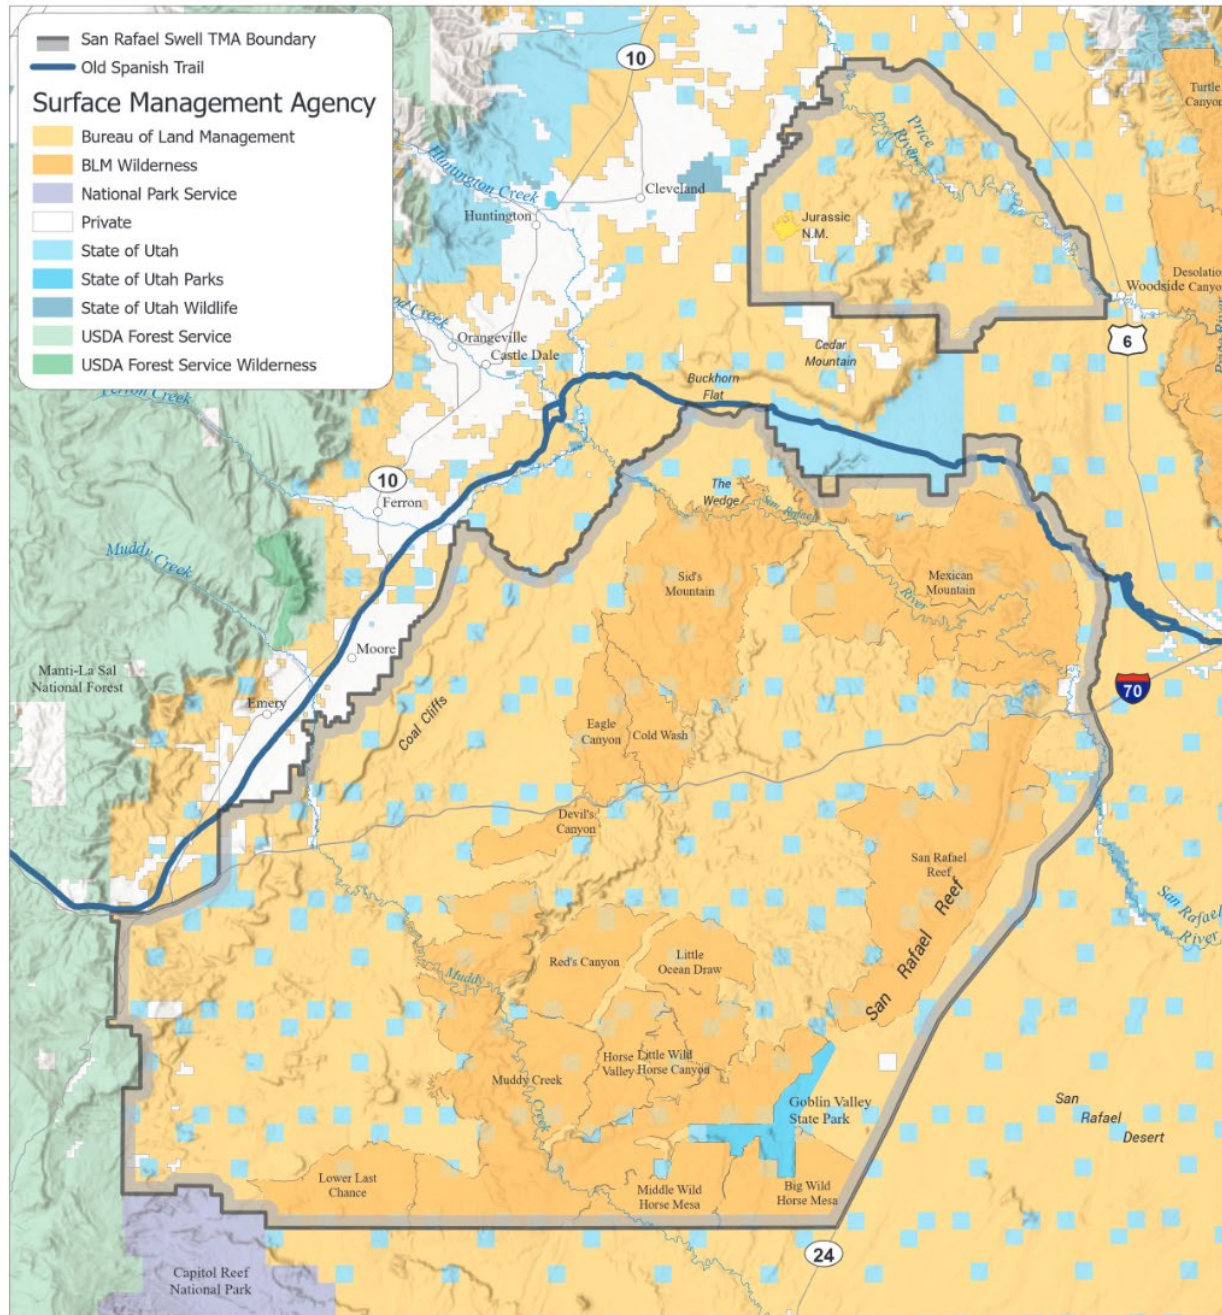 San Rafael Swell TMA Boundary
Old Spanish Trail
Surface Management Agency
Bureau of Land Management
BLM Wilderness
National Park Service
Private
State of Utah
State of Utah Parks
State of Utah Wildlife
USDA Forest Service
USDA Forest Service Wilderness
10
Turtle
Canyon
Price
River
Price
River
Huntington Creek
Cleveland
Huntington
Jurassic
N.M.
Desolation
Canyon
Woodside
6
Creek
Orangeville
Castle Dale
Cedar
Mountain
Buckhorn
Flat
Ferron Creek
10
Ferron
The
Wedge
San Rafael
River
Muddy Creek
Sid's
Mountain
Mexican
Mountain
Moore
Manti-La Sal
National Forest
Emery
Coal Cliffs
Eagle
Canyon
Cold Wash
70
Devil's
Canyon
San Rafael
Reef
San Rafael Reef
San Rafael
River
Muddy
Creek
Red's Canyon
Little
Ocean Draw
Horse
Valley
Little Wild
Horse Canyon
Muddy Creek
Goblin Valley
State Park
San
Rafael
Desert
Lower Last
Chance
Middle Wild
Horse Mesa
Big Wild
Horse Mesa
24
Capitol Reef
National Park